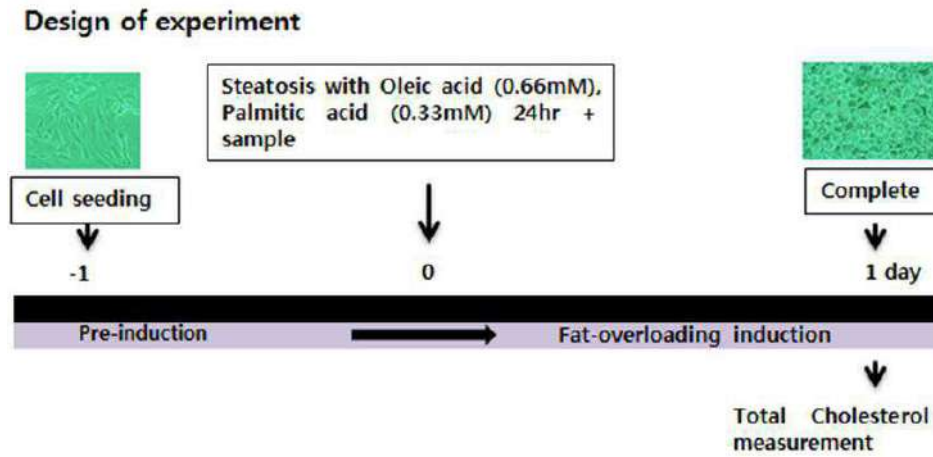 Design of experiment
Steatosis with Oleic acid (0.66mM),
Palmitic acid (0.33mM) 24hr +
sample
Cell seeding
Complete
-1
0
1 day
Pre-induction
Fat-overloading induction
Total Cholesterol
measurement